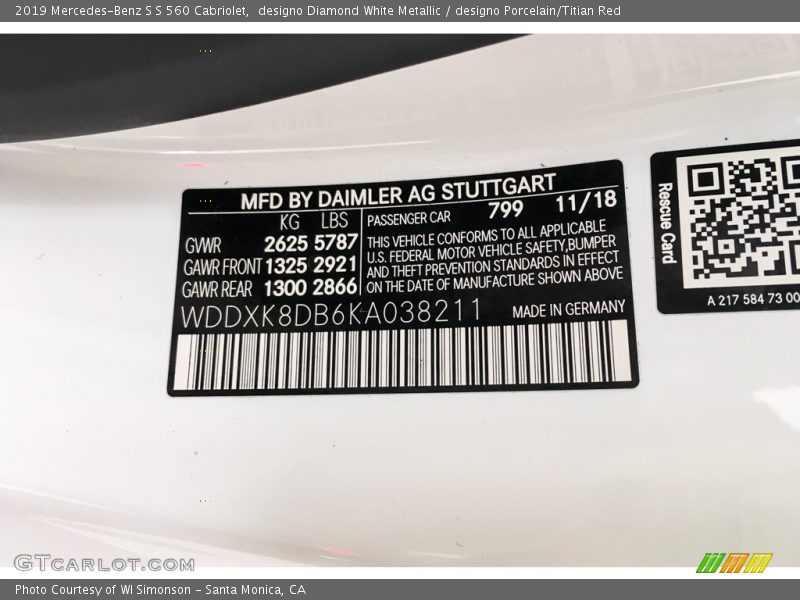 2019 Mercedes-Benz S S 560 Cabriolet,  designo Diamond White Metallic / designo Porcelain/Titian Red
MFD BY DAIMLER AG STUTTGART
KG LBS
GVWR 2625 5787
GAWR FRONT 1325 2921
GAWR REAR 1300 2866
PASSENGER CAR 799 11/18
THIS VEHICLE CONFORMS TO ALL APPLICABLE
U.S. FEDERAL MOTOR VEHICLE SAFETY,BUMPER
AND THEFT PREVENTION STANDARDS IN EFFECT
ON THE DATE OF MANUFACTURE SHOWN ABOVE
WDDXK8DB6KA038211 MADE IN GERMANY
Rescue Card
A 217 584 73 00
GTCARLOT.COM
Photo Courtesy of WI Simonson - Santa Monica, CA